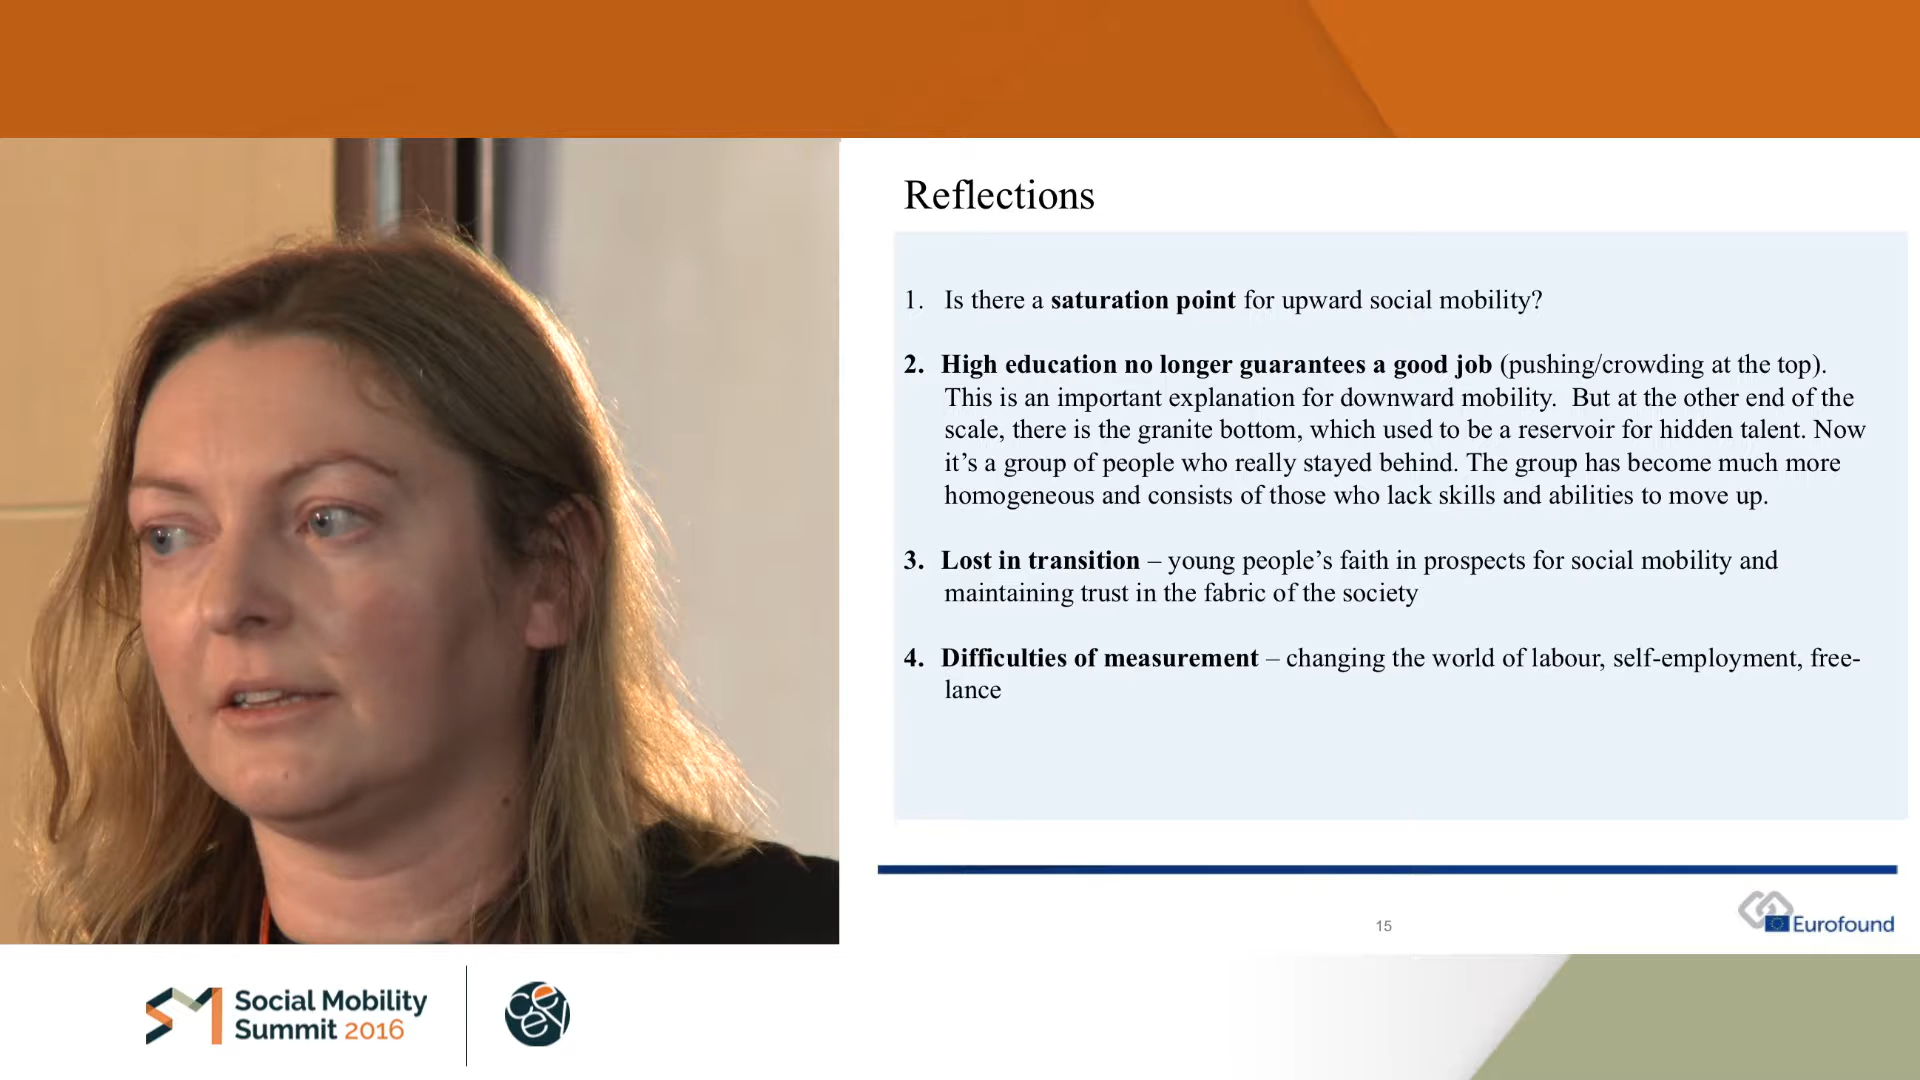 Reflections
1. Is there a saturation point for upward social mobility?
2. High education no longer guarantees a good job (pushing/crowding at the top).
This is an important explanation for downward mobility.  But at the other end of the
scale, there is the granite bottom, which used to be a reservoir for hidden talent. Now
it’s a group of people who really stayed behind. The group has become much more
homogeneous and consists of those who lack skills and abilities to move up.
3. Lost in transition – young people’s faith in prospects for social mobility and
maintaining trust in the fabric of the society
4. Difficulties of measurement – changing the world of labour, self-employment, free-
lance
15
Eurofound
SM
Social Mobility
Summit 2016
ceev